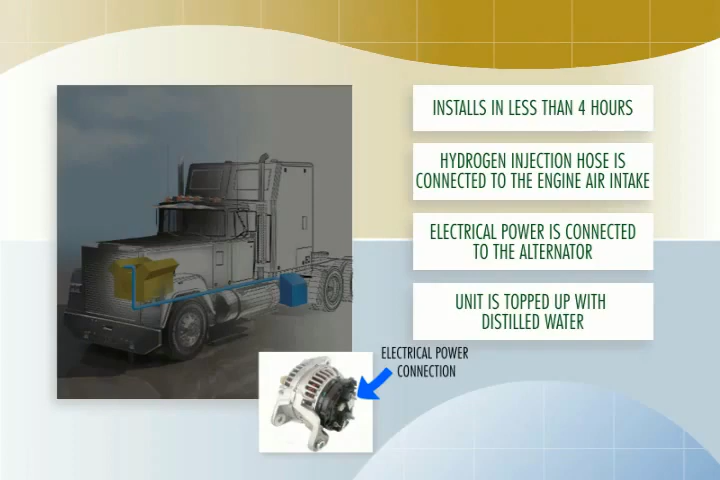 INSTALLS IN LESS THAN 4 HOURS
HYDROGEN INJECTION HOSE IS
CONNECTED TO THE ENGINE AIR INTAKE
ELECTRICAL POWER IS CONNECTED
TO THE ALTERNATOR
UNIT IS TOPPED UP WITH
DISTILLED WATER
ELECTRICAL POWER
CONNECTION